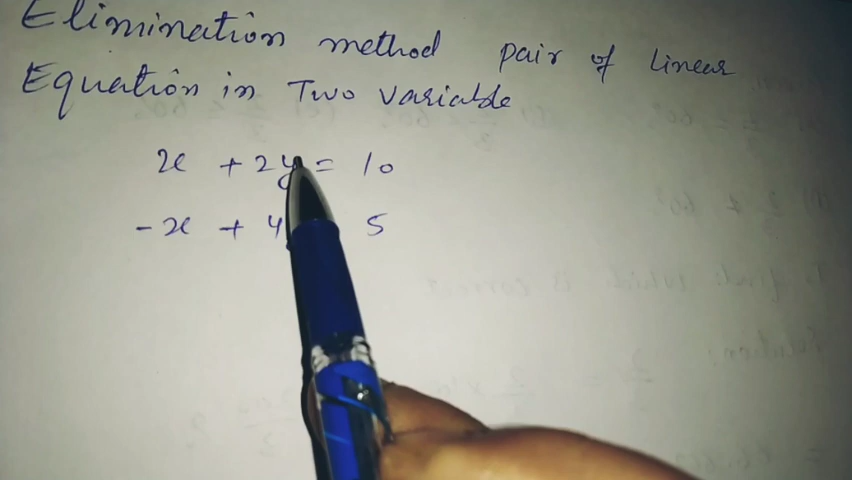 Elimination method pair of linear
Equation in Two variable
x + 2y = 10
-x + 4 5